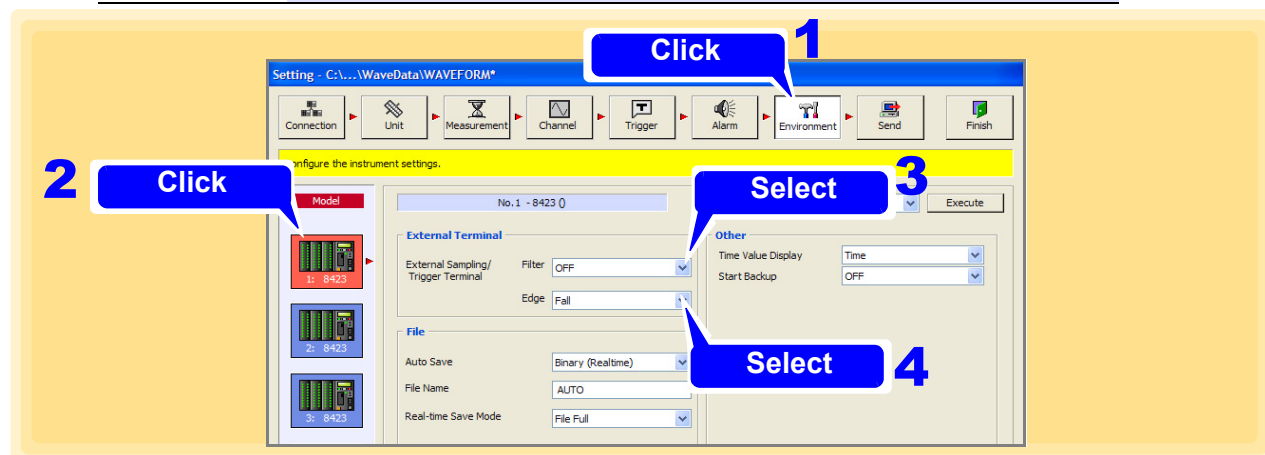 1
Click
Setting - C:\...\WaveData\WAVEFORM*
Connection Unit Measurement Channel Trigger Alarm Environment Send Finish
onfigure the instrument settings.
2
Click
3
Select
Model
No.1 - 8423 ()
Execute
External Terminal
Other
External Sampling/ Filter OFF
Trigger Terminal
Time Value Display Time
Start Backup OFF
1: 8423
Edge Fall
File
2: 8423
Auto Save Binary (Realtime)
Select
4
File Name AUTO
Real-time Save Mode File Full
3: 8423